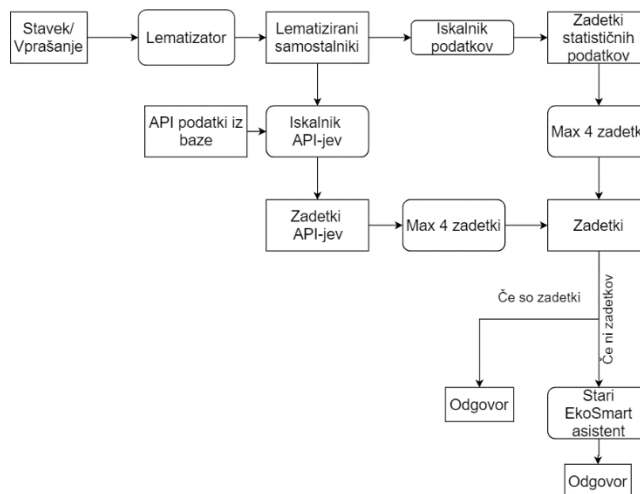 Stavek/
Vprašanje
Lematizator
Lematizirani
samostalniki
Iskalnik
podatkov
Zadetki
statističnih
podatkov
API podatki iz
baze
Iskalnik
API-jev
Max 4 zadetk
Zadetki
API-jev
Max 4 zadetki
Zadetki
Če so zadetki
Če ni zadetkov
Odgovor
Stari
EkoSmart
asistent
Odgovor